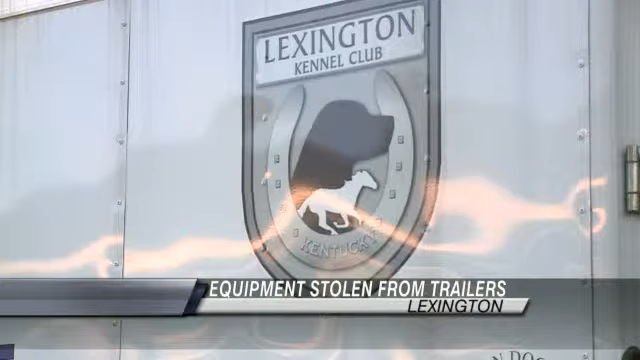 LEXINGTON
KENNEL CLUB
KENTUCKY
EQUIPMENT STOLEN FROM TRAILERS
LEXINGTON